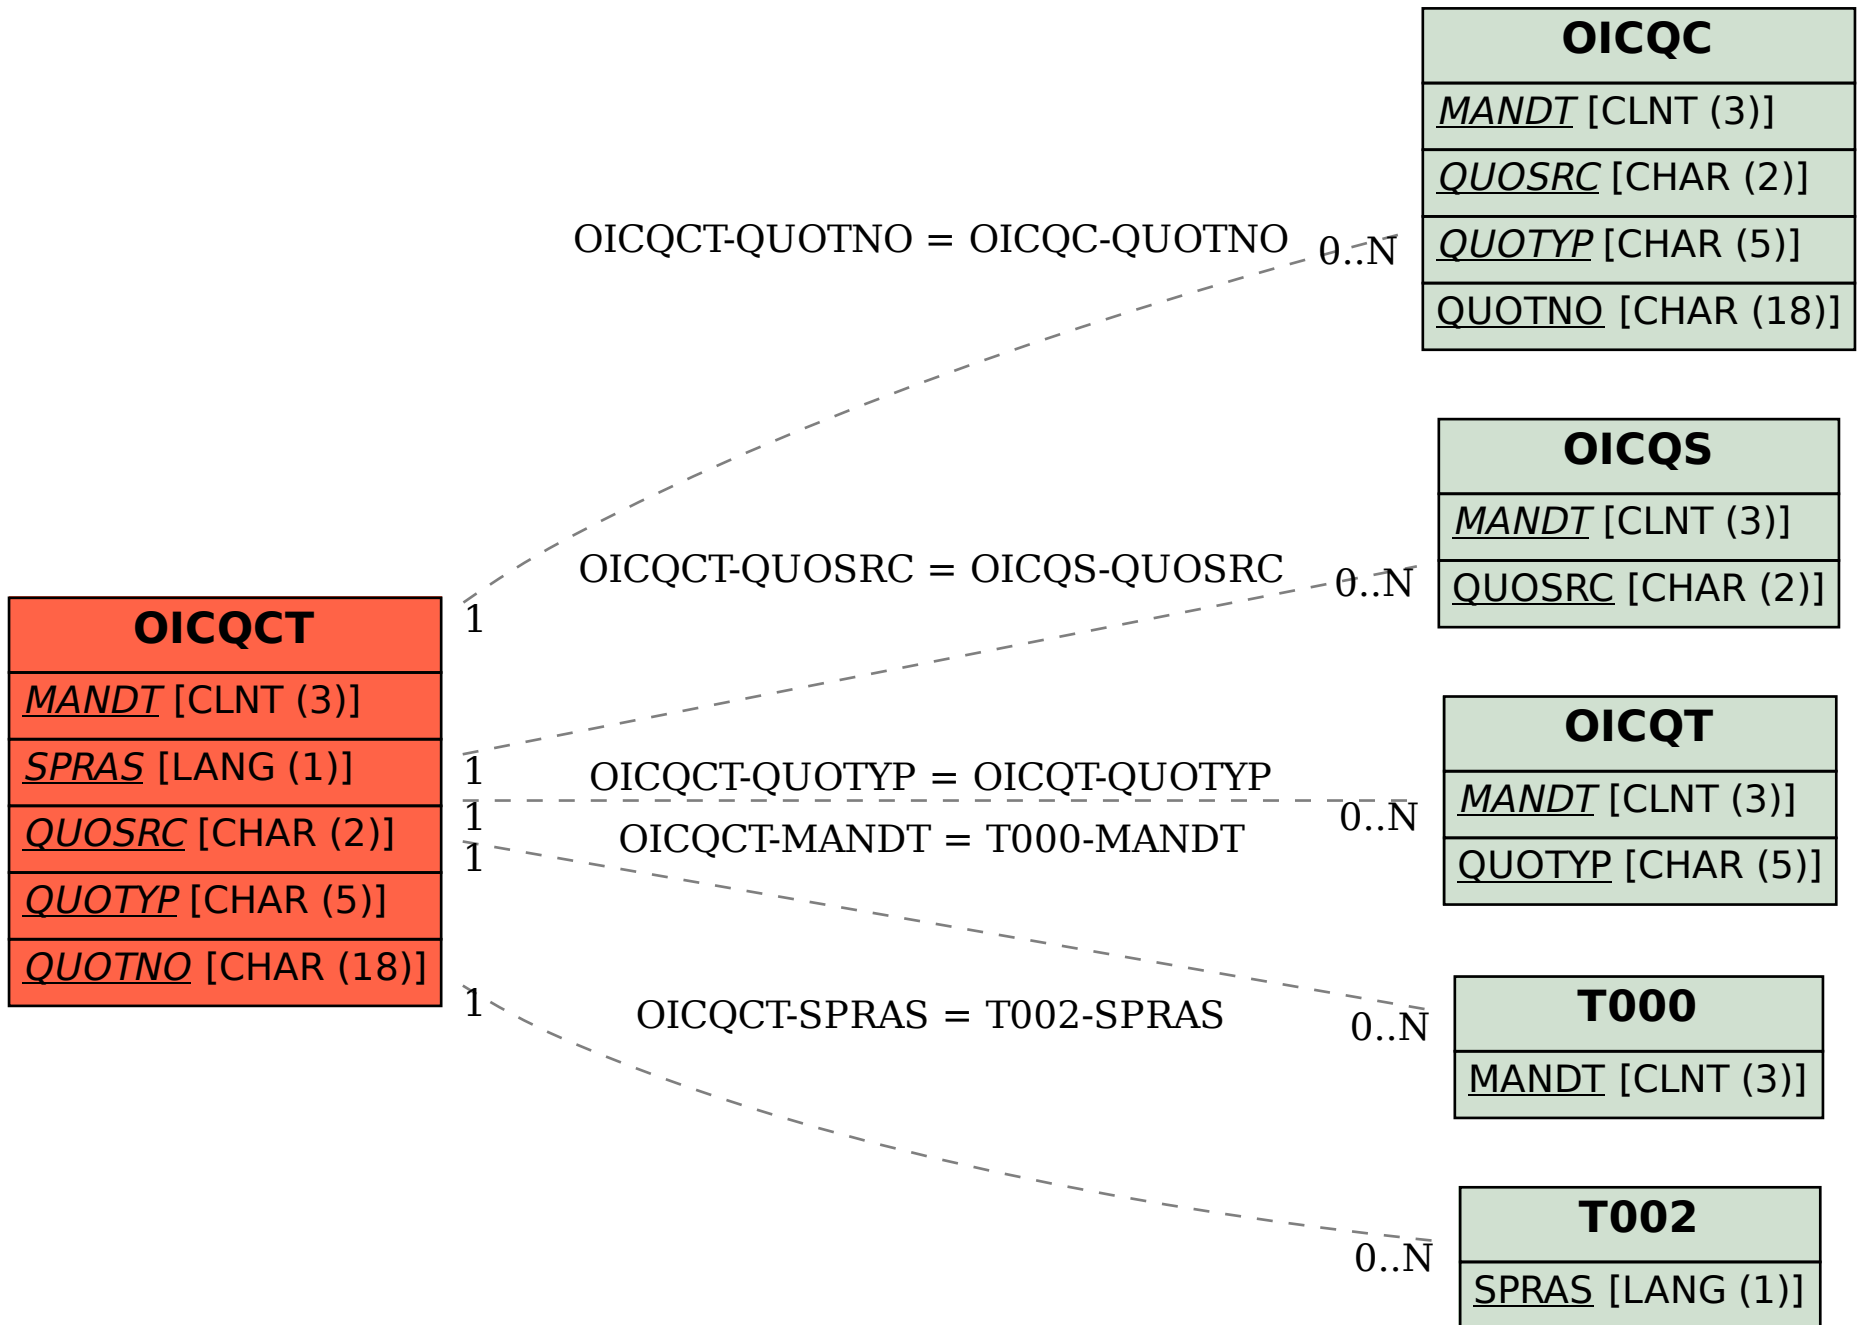 OICQCT
MANDT [CLNT (3)]
SPRAS [LANG (1)]
QUOSRC [CHAR (2)]
QUOTYP [CHAR (5)]
QUOTNO [CHAR (18)]
OICQCT-QUOTNO = OICQC-QUOTNO
1
0..N
OICQCT-QUOSRC = OICQS-QUOSRC
1
0..N
OICQCT-QUOTYP = OICQT-QUOTYP
1
0..N
OICQCT-MANDT = T000-MANDT
1
0..N
OICQCT-SPRAS = T002-SPRAS
1
0..N
OICQC
MANDT [CLNT (3)]
QUOSRC [CHAR (2)]
QUOTYP [CHAR (5)]
QUOTNO [CHAR (18)]
OICQS
MANDT [CLNT (3)]
QUOSRC [CHAR (2)]
OICQT
MANDT [CLNT (3)]
QUOTYP [CHAR (5)]
T000
MANDT [CLNT (3)]
T002
SPRAS [LANG (1)]